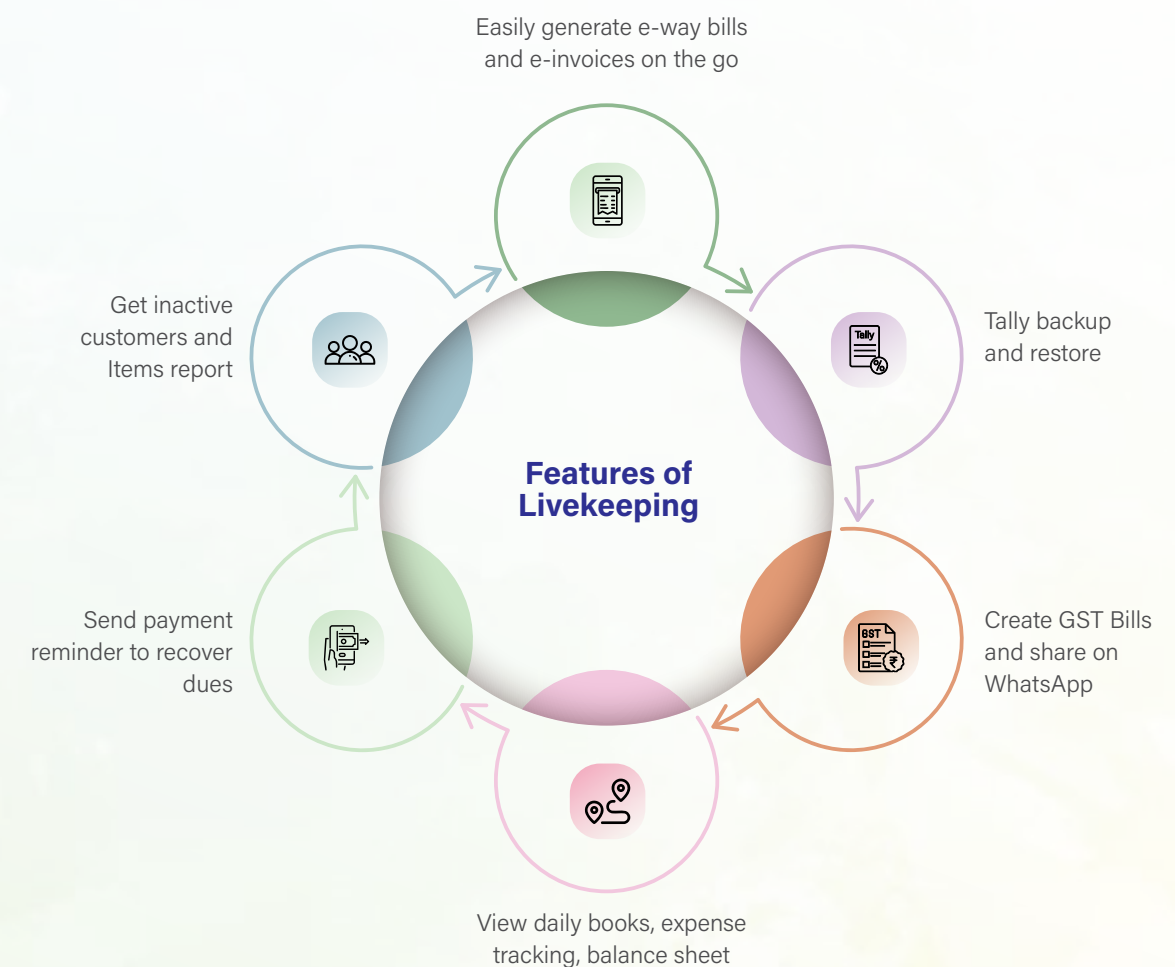 Easily generate e-way bills
and e-invoices on the go
Tally
Tally backup
and restore
Get inactive
customers and
Items report
Features of
Livekeeping
GST
Create GST Bills
and share on
WhatsApp
Send payment
reminder to recover
dues
View daily books, expense
tracking, balance sheet